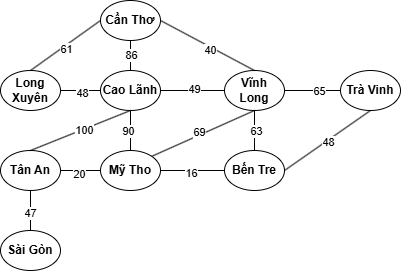 Cần Thơ
61
86
40
Long
Xuyên
48
Cao Lãnh
49
Vĩnh
Long
65
Trà Vinh
100
90
69
63
48
Tân An
20
Mỹ Tho
16
Bến Tre
47
Sài Gòn